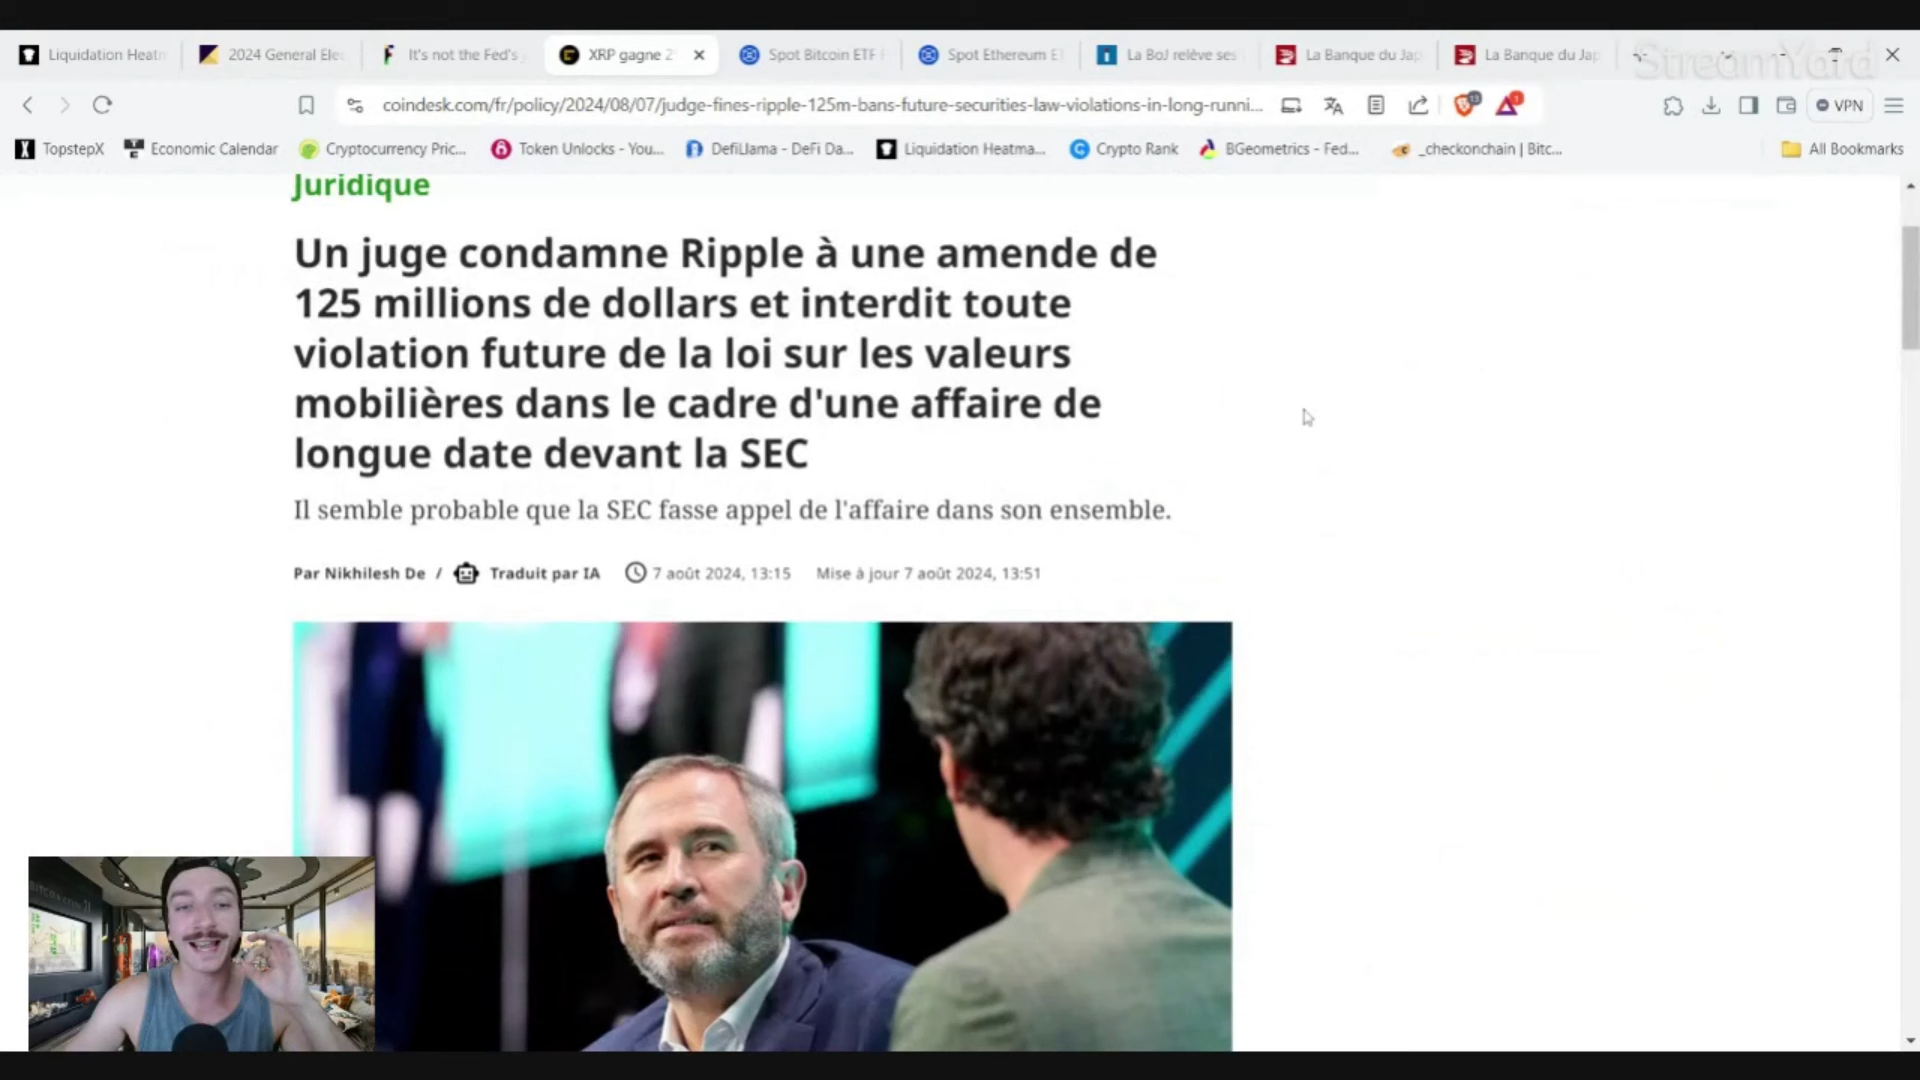 StreamYard
Liquidation Heatm
2024 General Elec
It's not the Fed's
XRP gagne 2
Spot Bitcoin ETF F
Spot Ethereum E
La BoJ relève ses
La Banque du Jap
La Banque du Jap
coindesk.com/fr/policy/2024/08/07/judge-fines-ripple-125m-bans-future-securities-law-violations-in-long-runni...
VPN
TopstepX
Economic Calendar
Cryptocurrency Pric...
Token Unlocks - You...
DefiLlama - DeFi Da...
Liquidation Heatma...
Crypto Rank
BGeometrics - Fed...
_checkonchain | Bitc...
All Bookmarks
Juridique
Un juge condamne Ripple à une amende de
125 millions de dollars et interdit toute
violation future de la loi sur les valeurs
mobilières dans le cadre d'une affaire de
longue date devant la SEC
Il semble probable que la SEC fasse appel de l'affaire dans son ensemble.
Par Nikhilesh De / Traduit par IA 7 août 2024, 13:15 Mise à jour 7 août 2024, 13:51